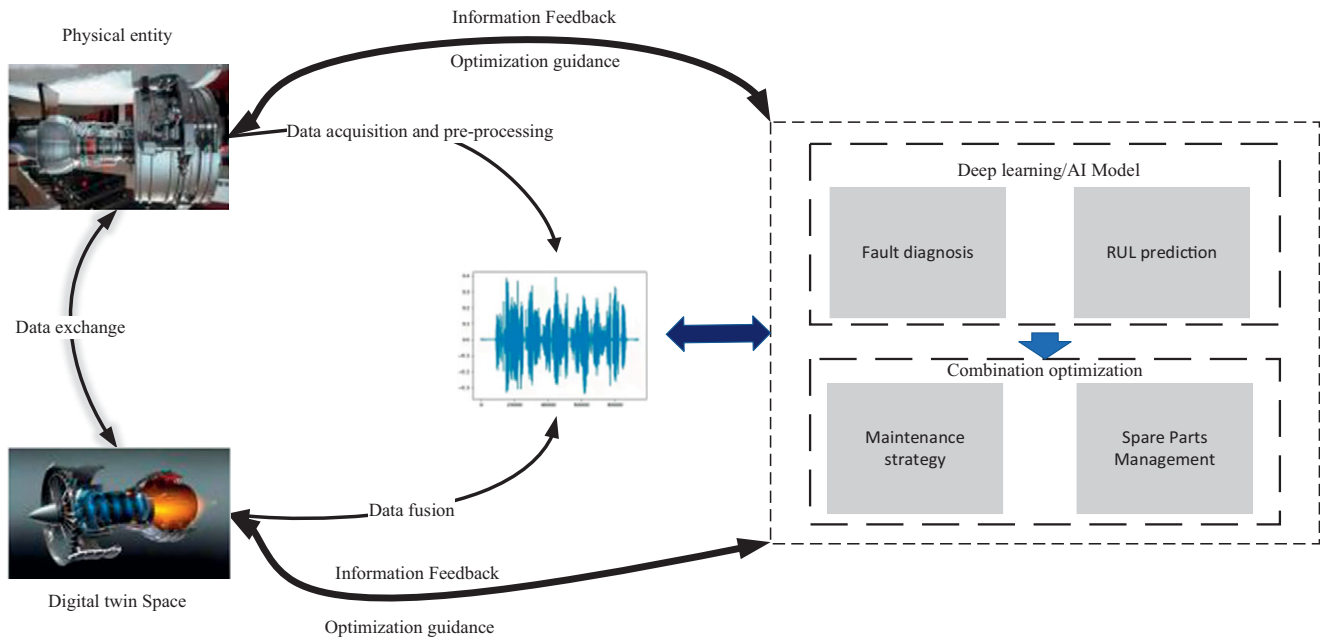 Information Feedback
Physical entity
Optimization guidance
Data acquisition and pre-processing
Deep learning/AI Model
Fault diagnosis
RUL prediction
Data exchange
Combination optimization
Maintenance
strategy
Spare Parts
Management
Data fusion
Information Feedback
Digital twin Space
Optimization guidance